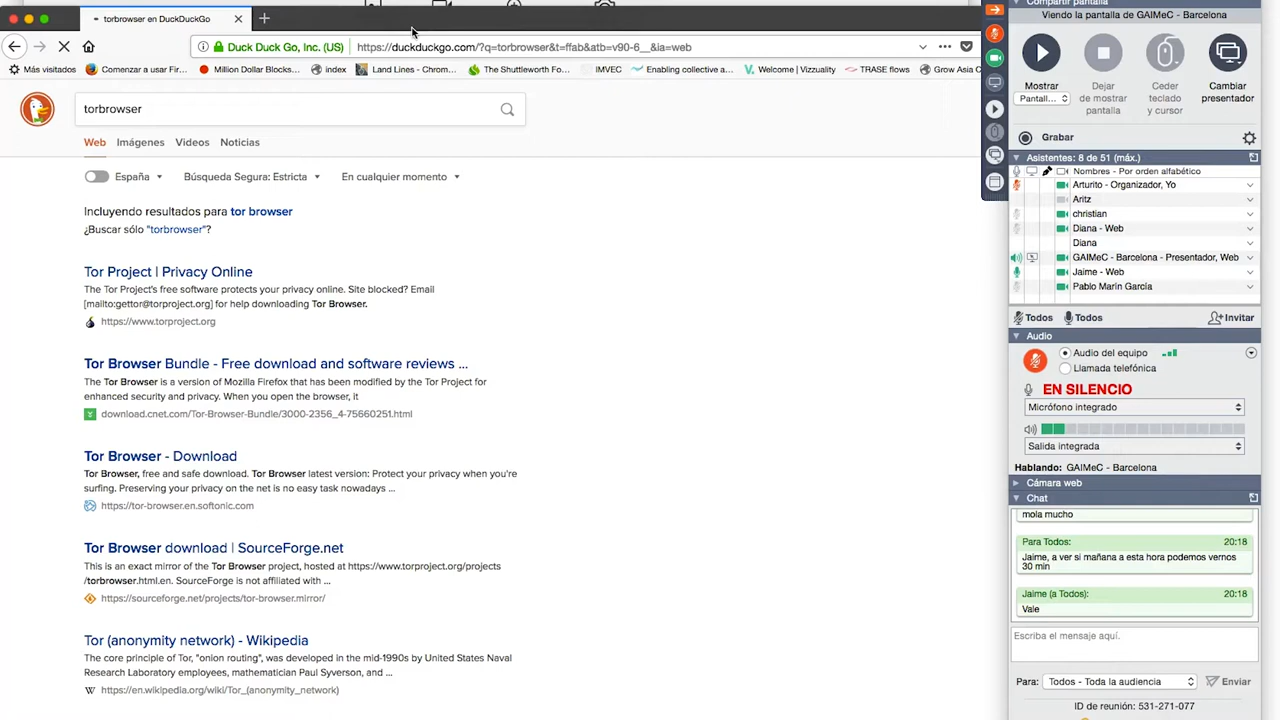 torbrowser en DuckDuckGo
Duck Duck Go, Inc. (US)
https://duckduckgo.com/?q=torbrowser&t=ffab&atb=v90-6__&ia=web
Más visitados
Comenzar a usar Fir...
Million Dollar Blocks...
index
Land Lines - Chrom...
The Shuttleworth Fo...
IMVEC
Enabling collective a...
Welcome | Vizzuality
TRASE flows
Grow Asia C
torbrowser
Web Imágenes Videos Noticias
España Búsqueda Segura: Estricta En cualquier momento
Incluyendo resultados para tor browser
¿Buscar sólo "torbrowser"?
Tor Project | Privacy Online
The Tor Project's free software protects your privacy online. Site blocked? Email
[mailto:gettor@torproject.org] for help downloading Tor Browser.
https://www.torproject.org
Tor Browser Bundle - Free download and software reviews ...
The Tor Browser is a version of Mozilla Firefox that has been modified by the Tor Project for
enhanced security and privacy. When you open the browser, it
download.cnet.com/Tor-Browser-Bundle/3000-2356_4-75660251.html
Tor Browser - Download
Tor Browser, free and safe download. Tor Browser latest version: Protect your privacy when you're
surfing. Preserving your privacy on the net is no easy task nowadays ...
https://tor-browser.en.softonic.com
Tor Browser download | SourceForge.net
This is an exact mirror of the Tor Browser project, hosted at https://www.torproject.org/projects
/torbrowser.html.en. SourceForge is not affiliated with ...
https://sourceforge.net/projects/tor-browser.mirror/
Tor (anonymity network) - Wikipedia
The core principle of Tor, "onion routing", was developed in the mid-1990s by United States Naval
Research Laboratory employees, mathematician Paul Syverson, and ...
https://en.wikipedia.org/wiki/Tor_(anonymity_network)
Compartir pantalla
Viendo la pantalla de GAIMeC - Barcelona
Mostrar
Pantall...
Dejar
de mostrar
pantalla
Ceder
teclado
y cursor
Cambiar
presentador
Grabar
Asistentes: 8 de 51 (máx.)
Nombres - Por orden alfabético
Arturito - Organizador, Yo
Aritz
christian
Diana - Web
Diana
GAIMeC - Barcelona - Presentador, Web
Jaime - Web
Pablo Marin Garcia
Todos Todos Invitar
Audio
Audio del equipo
Llamada telefónica
EN SILENCIO
Micrófono integrado
Salida integrada
Hablando: GAIMeC - Barcelona
Cámara web
Chat
mola mucho
Para Todos: 20:18
Jaime, a ver si mañana a esta hora podemos vernos
30 min
Jaime (a Todos): 20:18
Vale
Escriba el mensaje aquí.
Para: Todos - Toda la audiencia Enviar
ID de reunión: 531-271-077